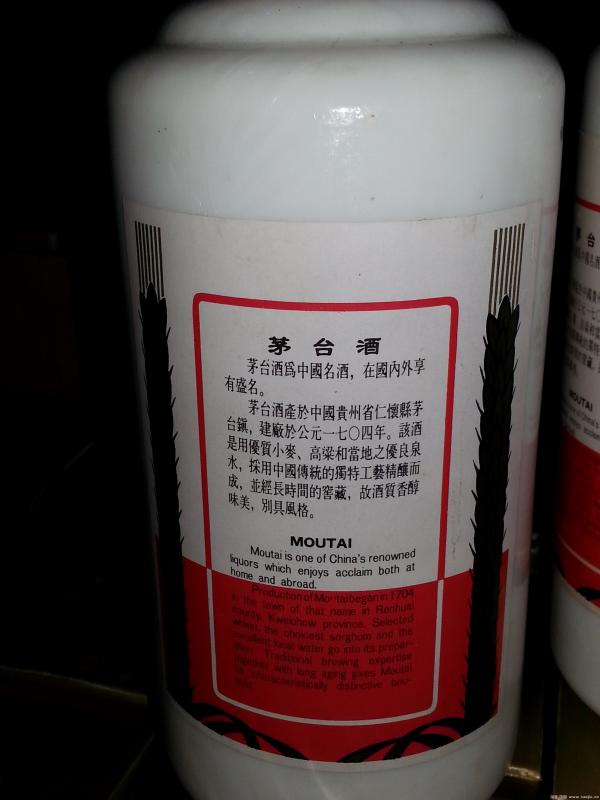 茅台酒
茅台酒爲中國名酒，在國內外享
有盛名。
茅台酒產於中國貴州省仁懷縣茅
台鎭，建廠於公元一七〇四年。該酒
是用優質小麥、高粱和當地之優良泉
水，採用中國傳統的獨特工藝精釀而
成，並經長時間的窖藏，故酒質香醇
味美，別具風格。
MOUTAI
Moutai is one of China's renowned
liquors which enjoys acclaim both at
home and abroad.
Production of Moutai began in 1704
in the town of that name in Renhuai
county, Kweichow province. Selected
wheat, the choicest sorghum and the
excellent local water go into its prepar-
ation. Traditional brewing expertise
together with long aging gives Moutai
its characteristically distinctive bou-
quet.
MOUTAI